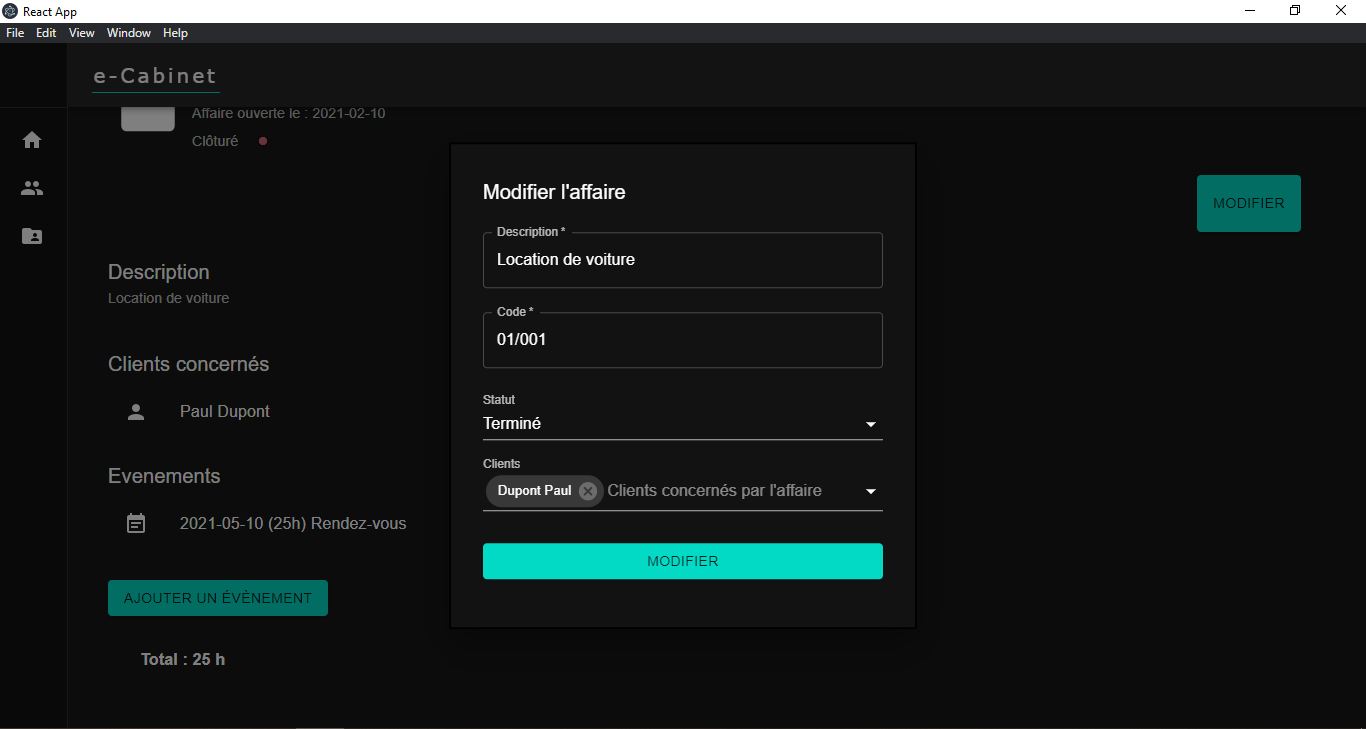 React App
File Edit View Window Help
e-Cabinet
Affaire ouverte le : 2021-02-10
Clôturé
MODIFIER
Description
Location de voiture
Clients concernés
Paul Dupont
Evenements
2021-05-10 (25h) Rendez-vous
AJOUTER UN ÉVÈNEMENT
Total : 25 h
Modifier l'affaire
Description *
Location de voiture
Code *
01/001
Statut
Terminé
Clients
Dupont Paul Clients concernés par l'affaire
MODIFIER